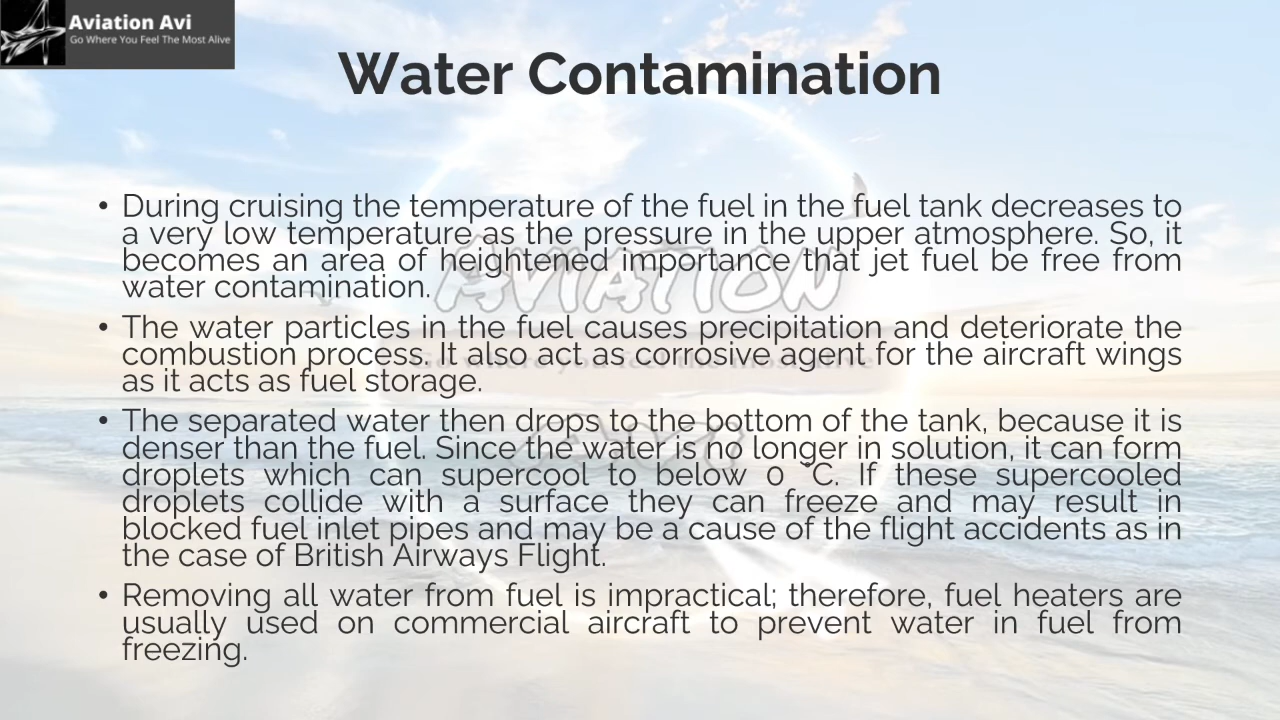 Aviation Avi
Go Where You Feel The Most Alive
Water Contamination
• During cruising the temperature of the fuel in the fuel tank decreases to
a very low temperature as the pressure in the upper atmosphere. So, it
becomes an area of heightened importance that jet fuel be free from
water contamination.
• The water particles in the fuel causes precipitation and deteriorate the
combustion process. It also act as corrosive agent for the aircraft wings
as it acts as fuel storage.
• The separated water then drops to the bottom of the tank, because it is
denser than the fuel. Since the water is no longer in solution, it can form
droplets which can supercool to below 0 ˚C. If these supercooled
droplets collide with a surface they can freeze and may result in
blocked fuel inlet pipes and may be a cause of the flight accidents as in
the case of British Airways Flight.
• Removing all water from fuel is impractical; therefore, fuel heaters are
usually used on commercial aircraft to prevent water in fuel from
freezing.
AVIATION
Go where you feel the most Alive
AVI